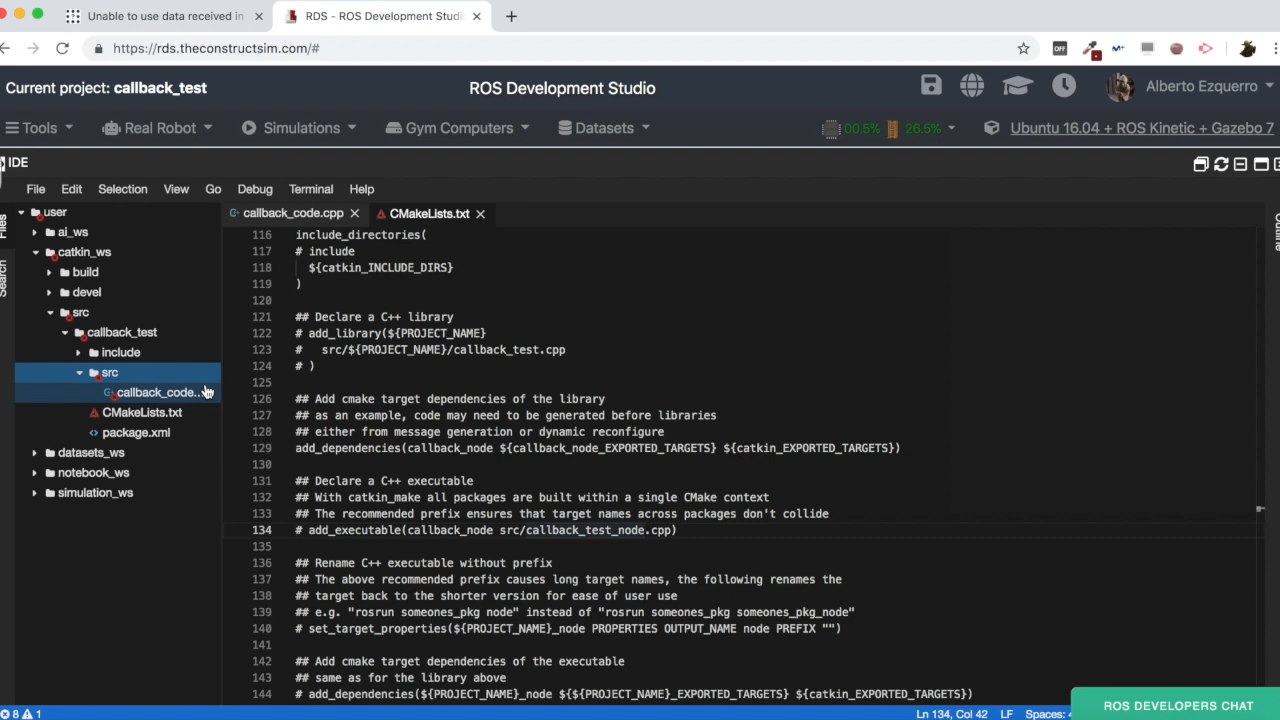 Unable to use data received in
RDS - ROS Development Studi
https://rds.theconstructsim.com/#
OFF
Current project: callback_test
ROS Development Studio
Alberto Ezquerro
Tools
Real Robot
Simulations
Gym Computers
Datasets
00.5%
26.5%
Ubuntu 16.04 + ROS Kinetic + Gazebo 7
IDE
File Edit Selection View Go Debug Terminal Help
Files
Search
user
ai_ws
catkin_ws
build
devel
src
callback_test
include
src
callback_code...
CMakeLists.txt
package.xml
datasets_ws
notebook_ws
simulation_ws
callback_code.cpp
CMakeLists.txt
116 include_directories(
117 # include
118 ${catkin_INCLUDE_DIRS}
119 )
120
121 ## Declare a C++ library
122 # add_library(${PROJECT_NAME}
123 # src/${PROJECT_NAME}/callback_test.cpp
124 # )
125
126 ## Add cmake target dependencies of the library
127 ## as an example, code may need to be generated before libraries
128 ## either from message generation or dynamic reconfigure
129 add_dependencies(callback_node ${callback_node_EXPORTED_TARGETS} ${catkin_EXPORTED_TARGETS})
130
131 ## Declare a C++ executable
132 ## With catkin_make all packages are built within a single CMake context
133 ## The recommended prefix ensures that target names across packages don't collide
134 # add_executable(callback_node src/callback_test_node.cpp)
135
136 ## Rename C++ executable without prefix
137 ## The above recommended prefix causes long target names, the following renames the
138 ## target back to the shorter version for ease of user use
139 ## e.g. "rosrun someones_pkg node" instead of "rosrun someones_pkg someones_pkg_node"
140 # set_target_properties(${PROJECT_NAME}_node PROPERTIES OUTPUT_NAME node PREFIX "")
141
142 ## Add cmake target dependencies of the executable
143 ## same as for the library above
144 # add_dependencies(${PROJECT_NAME}_node ${${PROJECT_NAME}_EXPORTED_TARGETS} ${catkin_EXPORTED_TARGETS})
8 1
Ln 134, Col 42 LF Spaces:
ROS DEVELOPERS CHAT